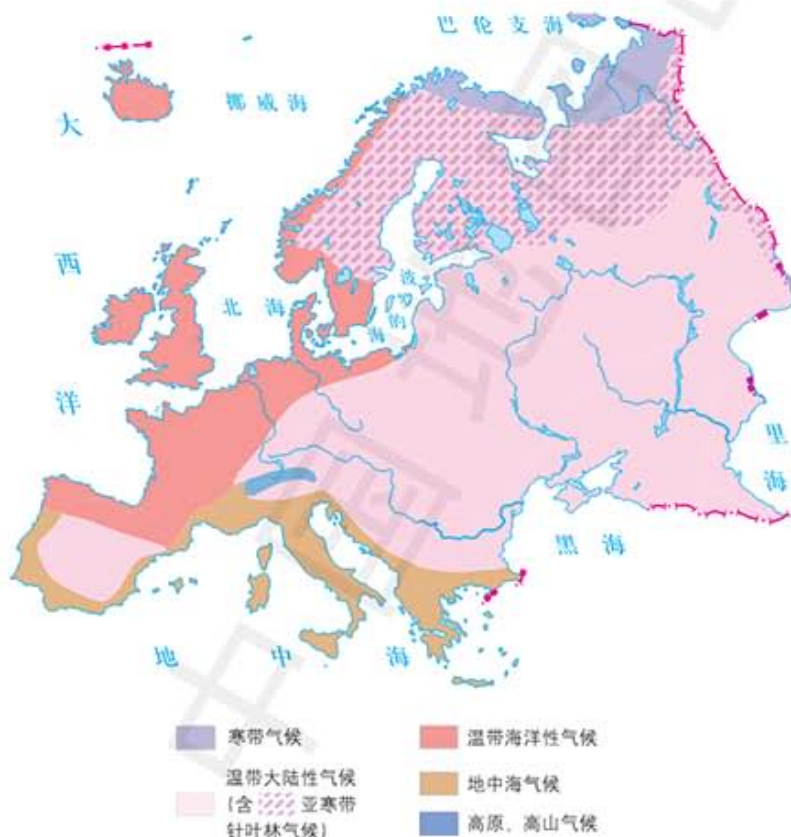 巴伦支海
挪威海
大
西
洋
北海
波罗的
海
里
海
黑海
地中海
寒带气候
温带海洋性气候
温带大陆性气候
(含 亚寒带
针叶林气候)
地中海气候
高原、高山气候